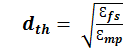 d_th = √(ε_fs / ε_mp)